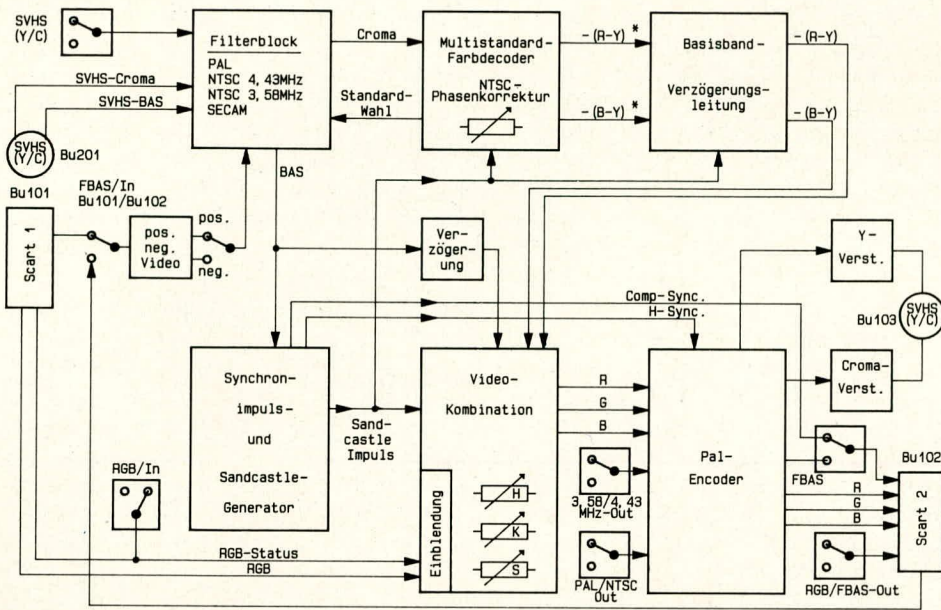 SVHS
(Y/C)
Filterblock
PAL
NTSC 4,43MHz
NTSC 3,58MHz
SECAM
Croma
Standard-
Wahl
Multistandard-
Farbdecoder
NTSC-
Phasenkorrektur
-(R-Y) *
-(B-Y) *
Basisband-
Verzögerungs-
leitung
-(R-Y)
-(B-Y)
SVHS-Croma
SVHS-BAS
SVHS
(Y/C)
Bu201
BAS
Bu101
FBAS/In
Bu101/Bu102
Scart 1
pos.
neg.
Video
pos.
neg.
Ver-
zöger-
ung
Y-
Verst.
Comp-Sync.
H-Sync.
Bu103
SVHS
(Y/C)
Synchron-
impuls-
und
Sandcastle-
Generator
Sand-
castle
Impuls
Video-
Kombination
R
G
B
Pal-
Encoder
Croma-
Verst.
FBAS
Bu102
R
G
B
Scart 2
RGB/In
3,58/4,43
MHz-Out
Einblendung
H
K
S
RGB-Status
RGB
PAL/NTSC
Out
RGB/FBAS-Out